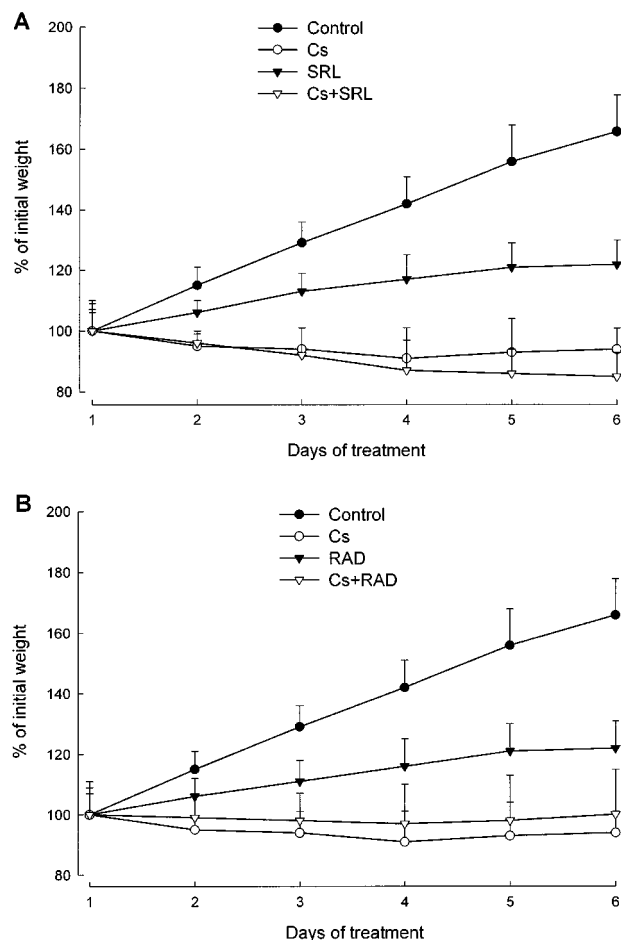 A
Control
Cs
SRL
Cs+SRL
200
180
160
140
120
100
80
% of initial weight
1 2 3 4 5 6
Days of treatment
B
Control
Cs
RAD
Cs+RAD
200
180
160
140
120
100
80
% of initial weight
1 2 3 4 5 6
Days of treatment